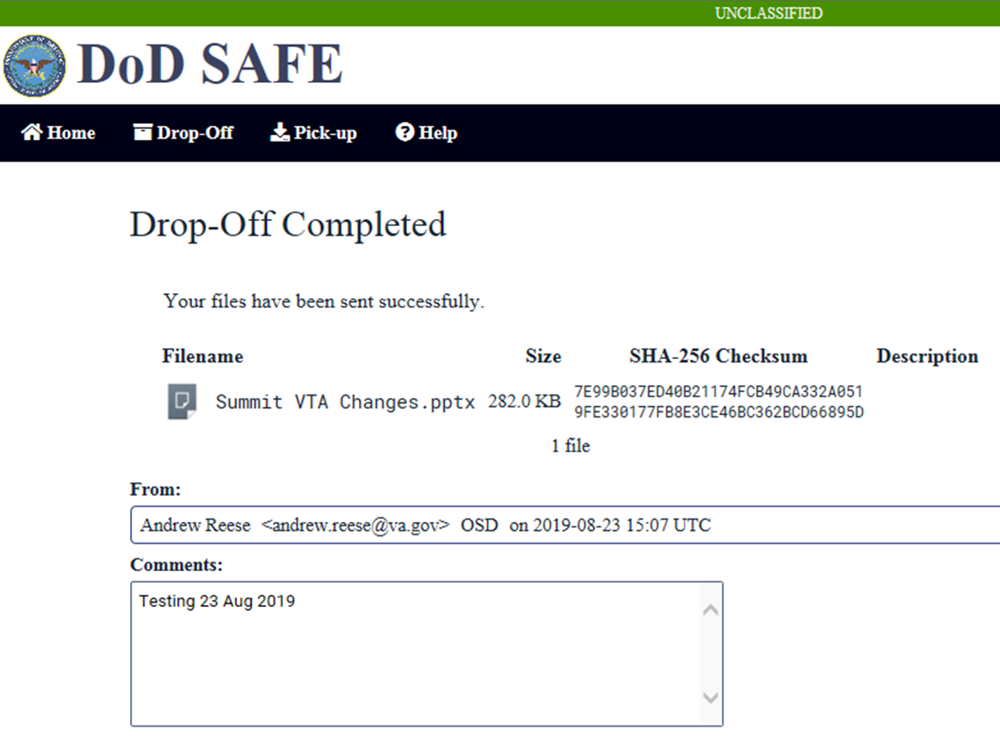 UNCLASSIFIED
DoD SAFE
Home Drop-Off Pick-up Help
Drop-Off Completed
Your files have been sent successfully.
Filename Size SHA-256 Checksum Description
Summit VTA Changes.pptx 282.0 KB 7E99B037ED40B21174FCB49CA332A051
9FE330177FB8E3CE46BC362BCD66895D
1 file
From:
Andrew Reese <andrew.reese@va.gov> OSD on 2019-08-23 15:07 UTC
Comments:
Testing 23 Aug 2019